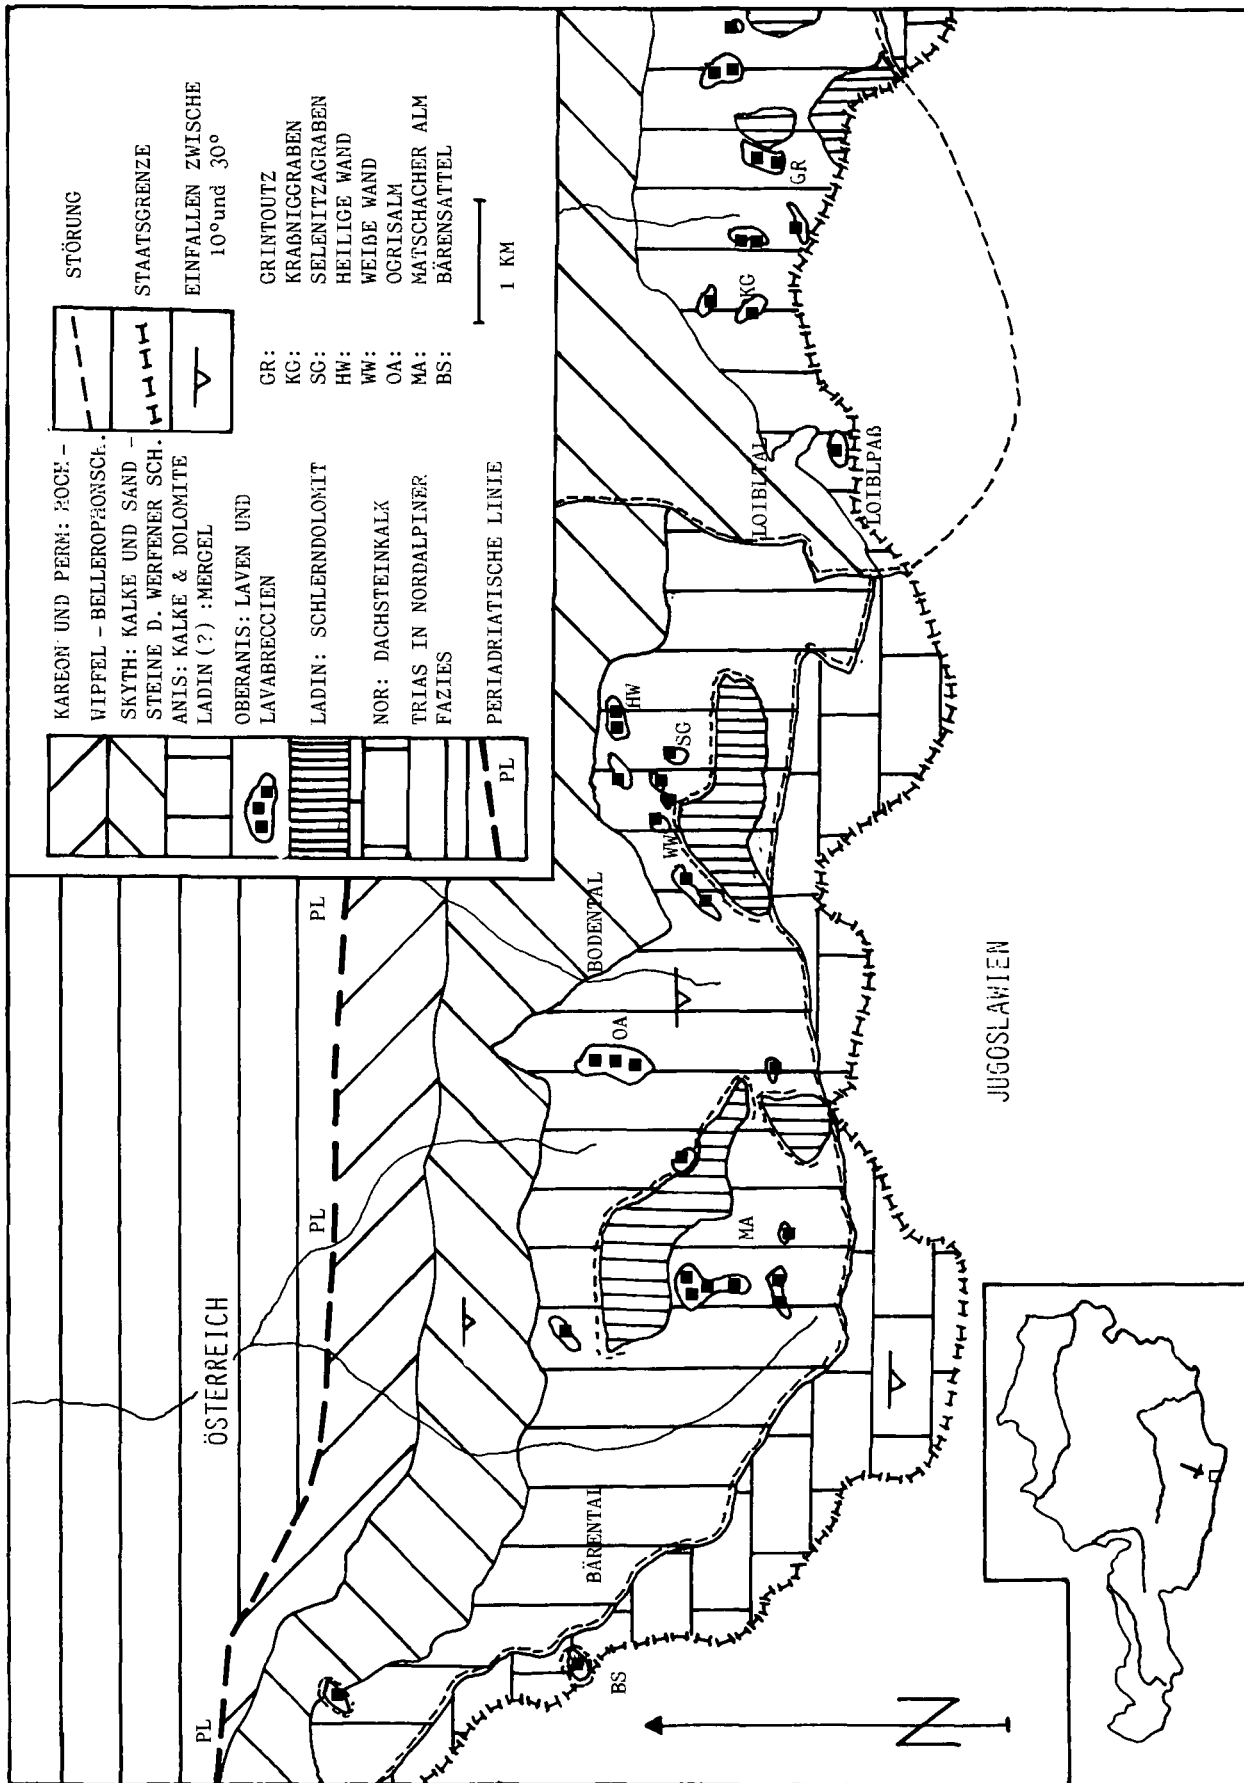 KARBON UND PERM: HOCH-
WIPFEL-BELLEROPHONSCH.
SKYTH: KALKE UND SAND-
STEINE D. WERFENER SCH.
ANIS: KALKE & DOLOMITE
LADIN(?):MERGEL
OBERANIS: LAVEN UND
LAVABRECCIEN
LADIN: SCHLERNDOLOMIT
NOR: DACHSTEINKALK
TRIAS IN NORDALPINER
FAZIES
PERIADRIATISCHE LINIE
PL
STÖRUNG
STAATSGRENZE
EINFALLEN ZWISCHE
10° und 30°
GR: GRINTOUTZ
KG: KRAßNIGGRABEN
SG: SELENITZAGRABEN
HW: HEILIGE WAND
WW: WEIßE WAND
OA: OGRISALM
MA: MATSCHACHER ALM
BS: BÄRENSATTEL
1 KM
ÖSTERREICH
PL
PL
PL
BÄRENTAL
BODENTAL
LOIBLTAL
LOIBLPAß
BS
MA
OA
WW
SG
HW
KG
GR
JUGOSLAWIEN
N